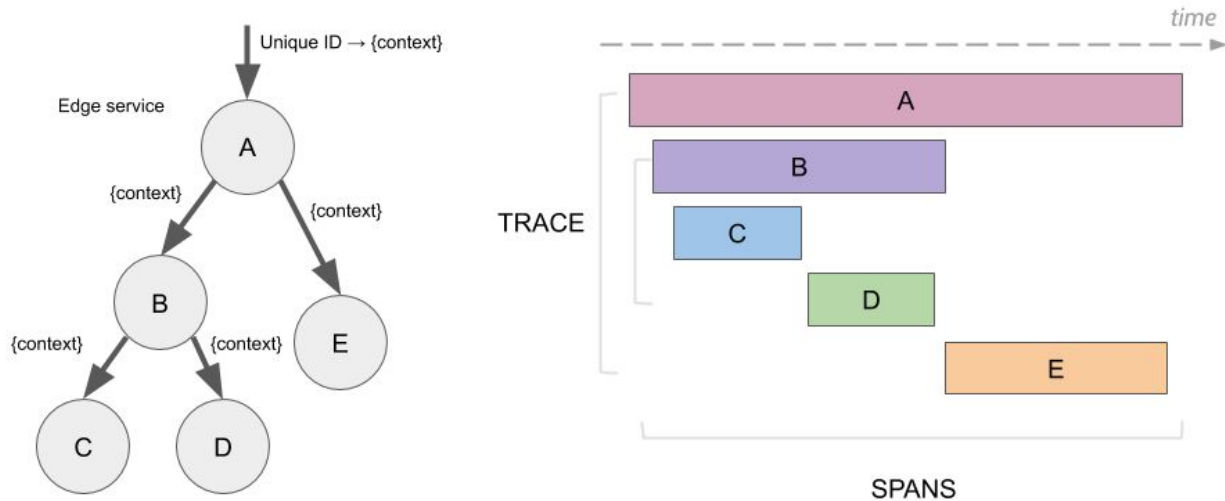 Unique ID → {context}
Edge service
A
{context}
{context}
B
E
{context}
{context}
C
D
time
A
B
TRACE
C
D
E
SPANS